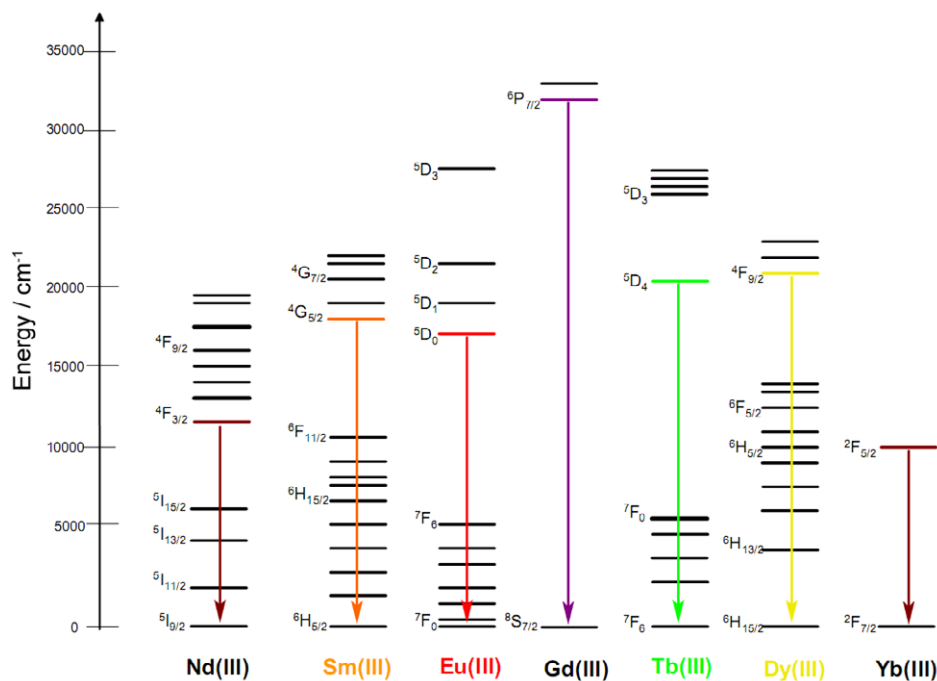 35000
30000
25000
20000
15000
10000
5000
0
Energy / cm⁻¹
⁴F₉/₂
⁴F₃/₂
⁵I₁₅/₂
⁵I₁₃/₂
⁵I₁₁/₂
⁵I₉/₂
Nd(III)
⁴G₇/₂
⁴G₅/₂
⁶F₁₁/₂
⁶H₁₅/₂
⁶H₅/₂
Sm(III)
⁵D₃
⁵D₂
⁵D₁
⁵D₀
⁷F₆
⁷F₀
Eu(III)
⁶P₇/₂
⁸S₇/₂
Gd(III)
⁵D₃
⁵D₄
⁷F₀
⁷F₆
Tb(III)
⁴F₉/₂
⁶F₅/₂
⁶H₅/₂
⁶H₁₃/₂
⁶H₁₅/₂
Dy(III)
²F₅/₂
²F₇/₂
Yb(III)